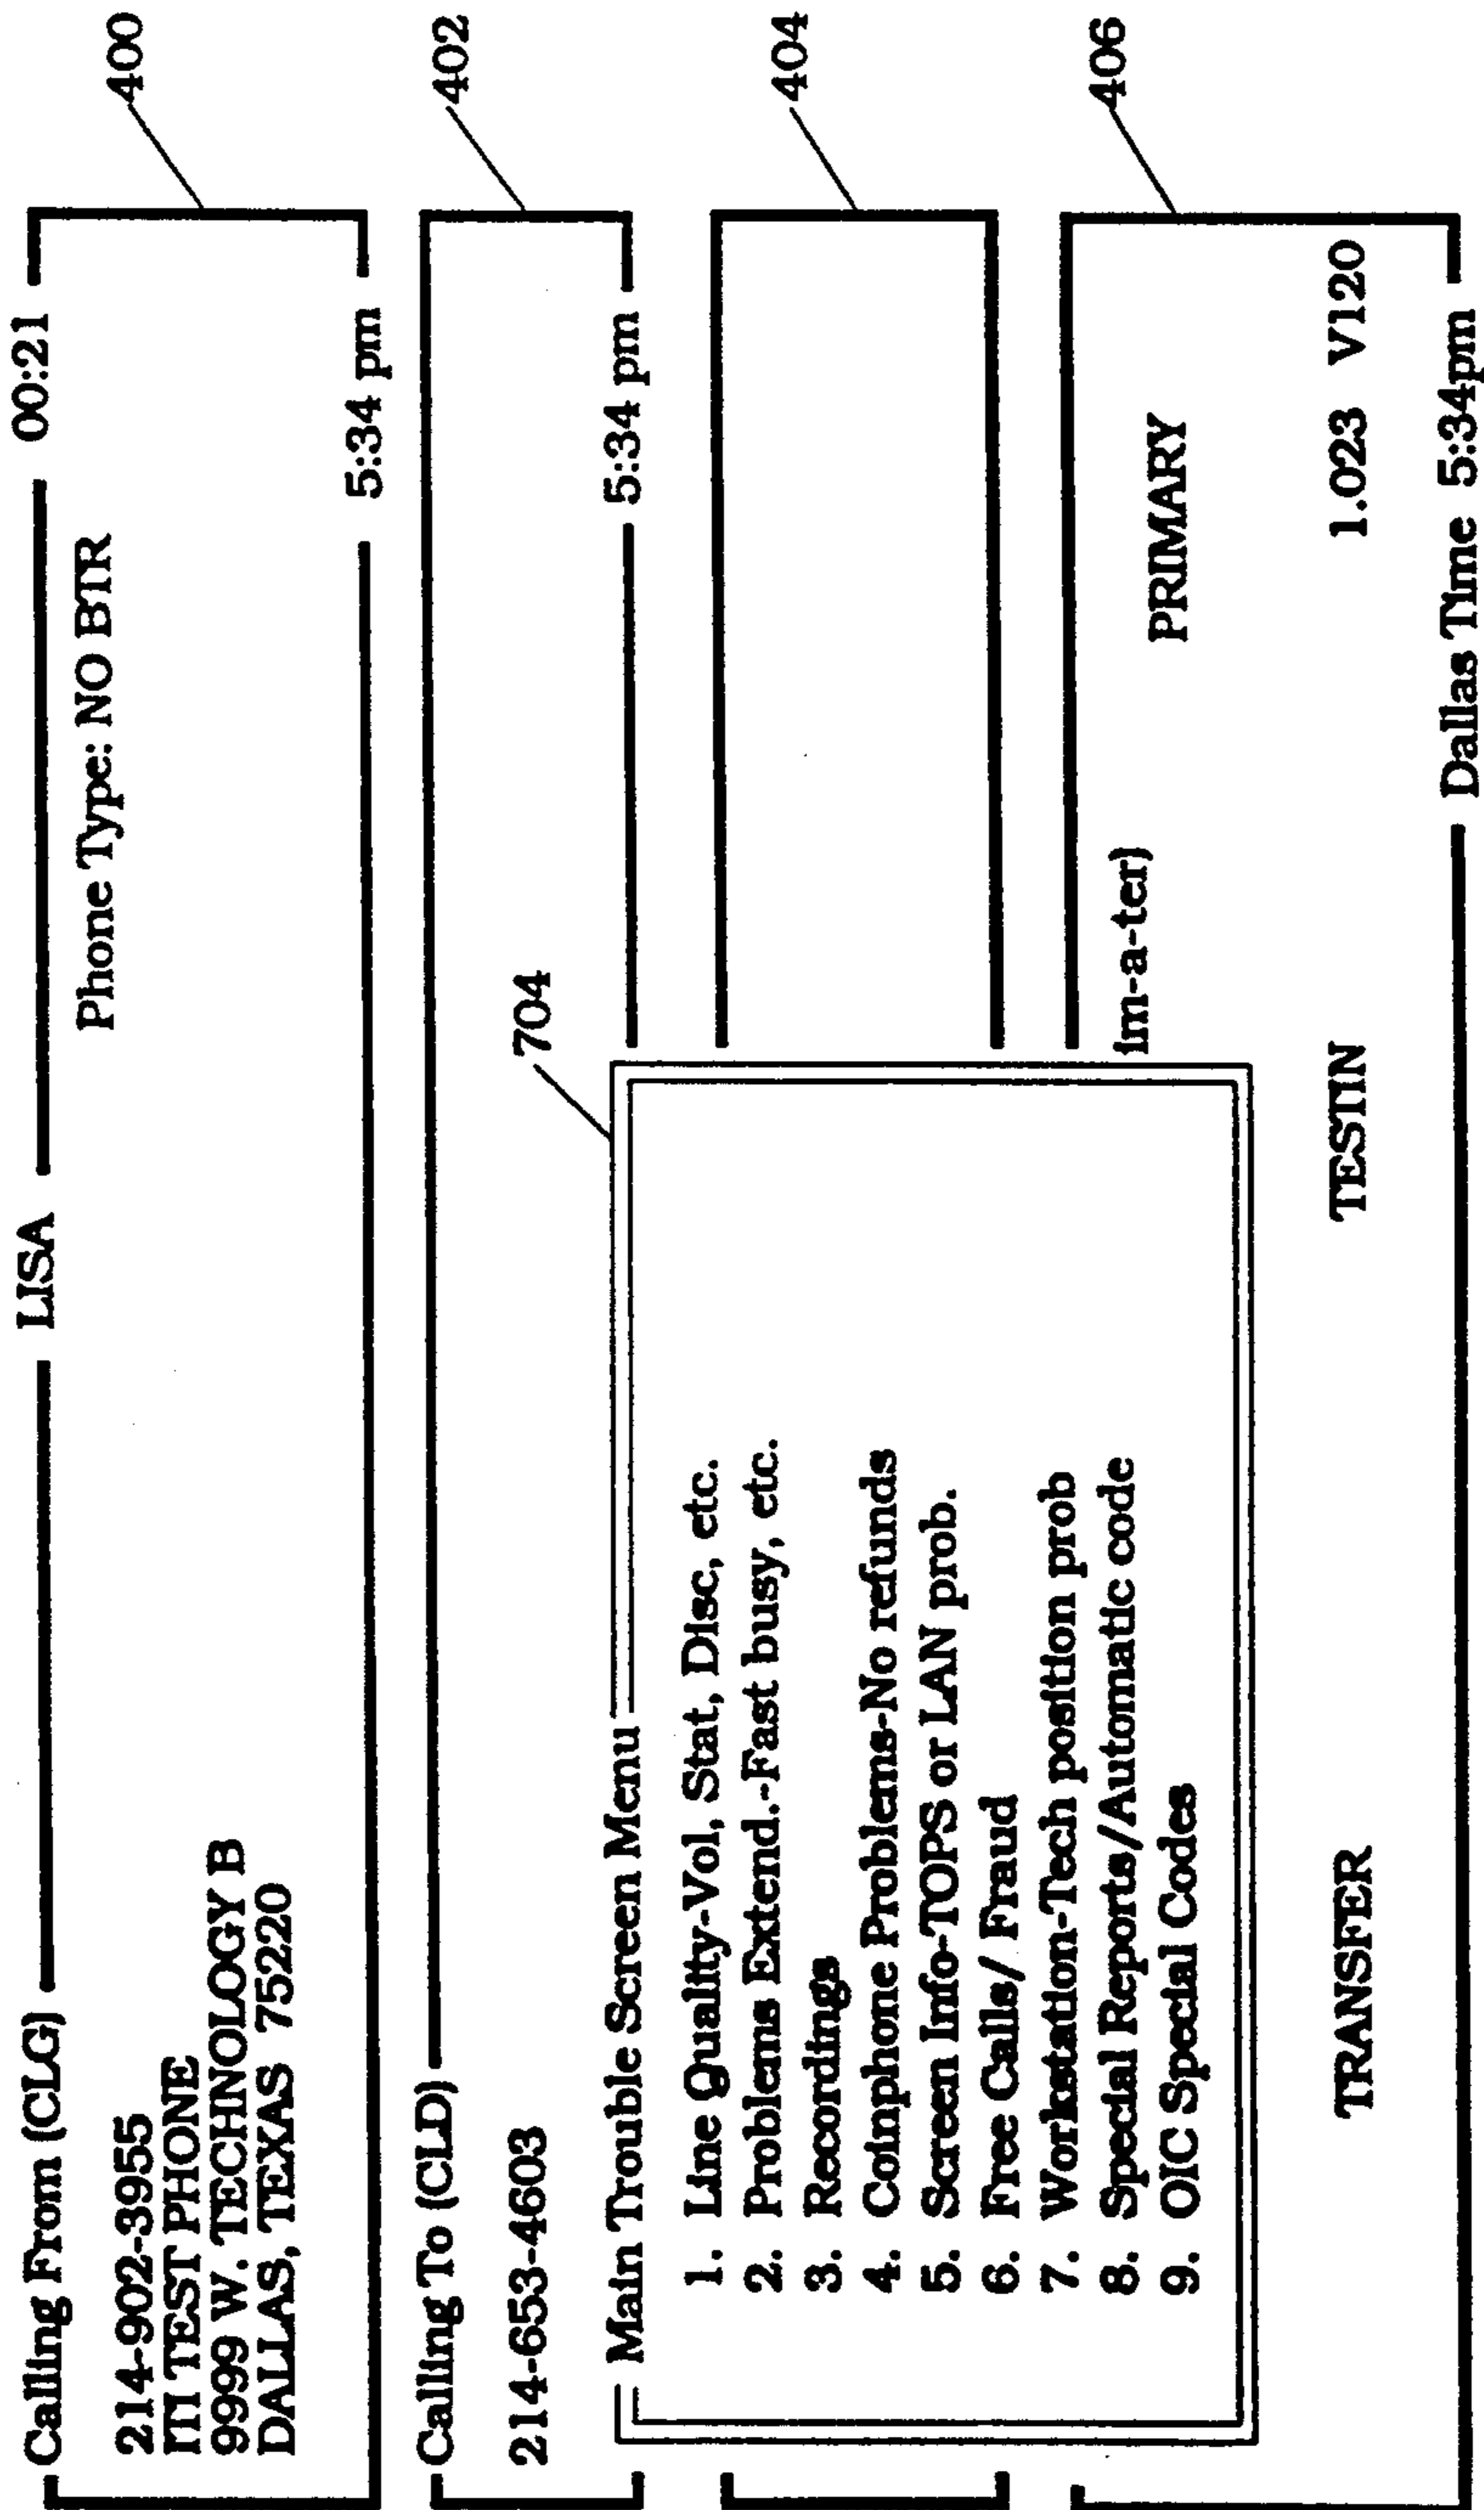 Calling From (CLG) LISA 00:21
400
214-902-3955 Phone Type: NO BTR
ITI TEST PHONE
9999 W. TECHNOLOGY B
DALLAS, TEXAS 75220
5:34 pm
Calling To (CLD)
402
214-653-4603
704
5:34 pm
Main Trouble Screen Menu
1. Line Quality-Vol, Stat, Disc, etc.
2. Problems Extend.-Fast busy, etc.
3. Recordings
4. Coinphone Problems-No refunds
5. Screen Info-TOPS or LAN prob.
6. Free Calls/ Fraud
7. Workstation-Tech position prob
8. Special Reports/Automatic code
9. OIC Special Codes
404
406
im-a-ter) PRIMARY
TRANSFER TESTIN 1.023 V120
Dallas Time 5:34pm